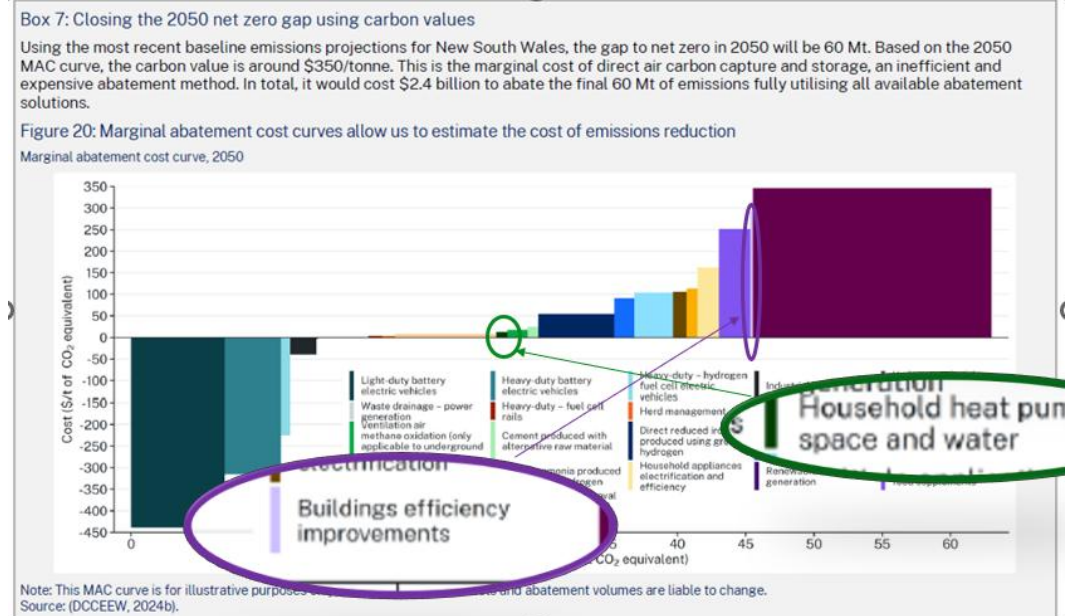 Box 7: Closing the 2050 net zero gap using carbon values
Using the most recent baseline emissions projections for New South Wales, the gap to net zero in 2050 will be 60 Mt. Based on the 2050
MAC curve, the carbon value is around $350/tonne. This is the marginal cost of direct air carbon capture and storage, an inefficient and
expensive abatement method. In total, it would cost $2.4 billion to abate the final 60 Mt of emissions fully utilising all available abatement
solutions.
Figure 20: Marginal abatement cost curves allow us to estimate the cost of emissions reduction
Marginal abatement cost curve, 2050
350
300
250
200
150
100
50
0
-50
-100
-150
-200
-250
-300
-350
-400
-450
Cost ($/t of CO₂ equivalent)
Light-duty battery
electric vehicles
Waste drainage – power
generation
Ventilation air
methane oxidation (only
applicable to underground
Heavy-duty battery
electric vehicles
Heavy-duty – fuel cell
rails
Cement produced with
alternative raw material
Heavy-duty – hydrogen
fuel cell electric
vehicles
Herd management
Direct reduced
produced using
hydrogen
Household appliances
electrification and
efficiency
generation
generation
Household heat
space and water
electrification
Buildings efficiency
improvements
0
40
45
50
55
60
CO₂ equivalent)
Note: This MAC curve is for illustrative and abatement volumes are liable to change.
Source: (DCCEEW, 2024b).